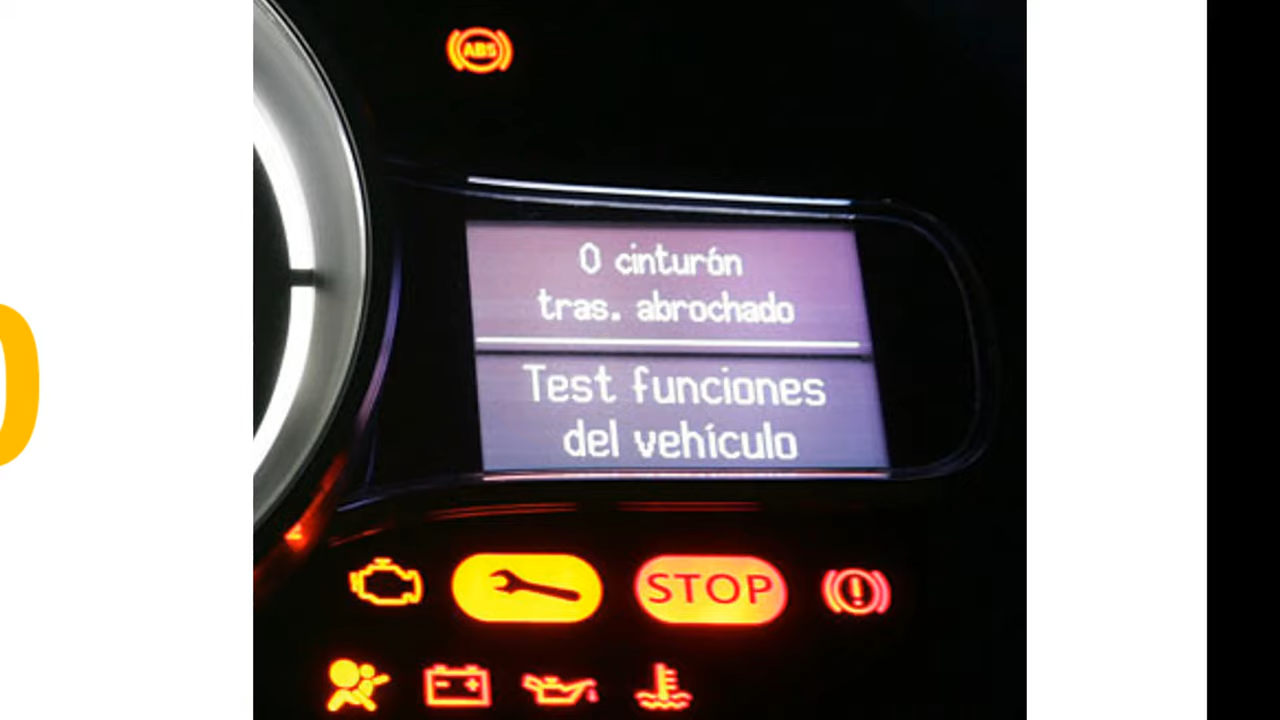 ABS
0 cinturón
tras. abrochado
Test funciones
del vehículo
STOP